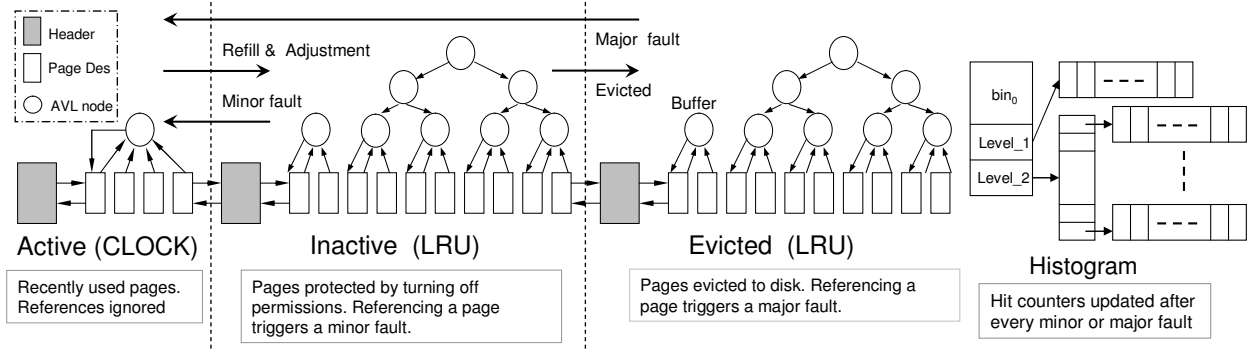 Header
Page Des
AVL node
Refill & Adjustment
Minor fault
Major fault
Evicted
Buffer
bin₀
Level_1
Level_2
Active (CLOCK)
Inactive (LRU)
Evicted (LRU)
Histogram
Recently used pages.
References ignored
Pages protected by turning off
permissions. Referencing a page
triggers a minor fault.
Pages evicted to disk. Referencing a
page triggers a major fault.
Hit counters updated after
every minor or major fault